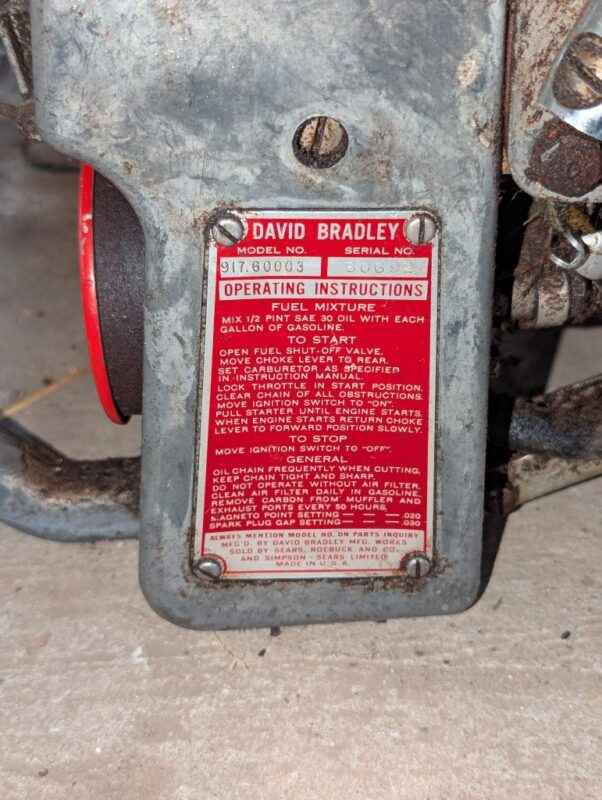 DAVID BRADLEY
MODEL NO. SERIAL NO.
917.60003
OPERATING INSTRUCTIONS
FUEL MIXTURE
MIX 1/2 PINT SAE 30 OIL WITH EACH
GALLON OF GASOLINE.
TO START
OPEN FUEL SHUT-OFF VALVE.
MOVE CHOKE LEVER TO REAR.
SET CARBURETOR AS SPECIFIED
IN INSTRUCTION MANUAL.
LOCK THROTTLE IN START POSITION.
CLEAR CHAIN OF ALL OBSTRUCTIONS.
MOVE IGNITION SWITCH TO "ON".
PULL STARTER UNTIL ENGINE STARTS.
WHEN ENGINE STARTS RETURN CHOKE
LEVER TO FORWARD POSITION SLOWLY.
TO STOP
MOVE IGNITION SWITCH TO "OFF".
GENERAL
OIL CHAIN FREQUENTLY WHEN CUTTING.
KEEP CHAIN TIGHT AND SHARP.
DO NOT OPERATE WITHOUT AIR FILTER.
CLEAN AIR FILTER DAILY IN GASOLINE.
REMOVE CARBON FROM MUFFLER AND
EXHAUST PORTS EVERY 50 HOURS.
MAGNETO POINT SETTING — — — .020
SPARK PLUG GAP SETTING — — — .030
ALWAYS MENTION MODEL NO. ON PARTS INQUIRY
MFG'D. BY DAVID BRADLEY MFG. WORKS
SOLD BY-SEARS, ROEBUCK AND CO.
AND SIMPSON-SEARS LIMITED
MADE IN U.S.A.